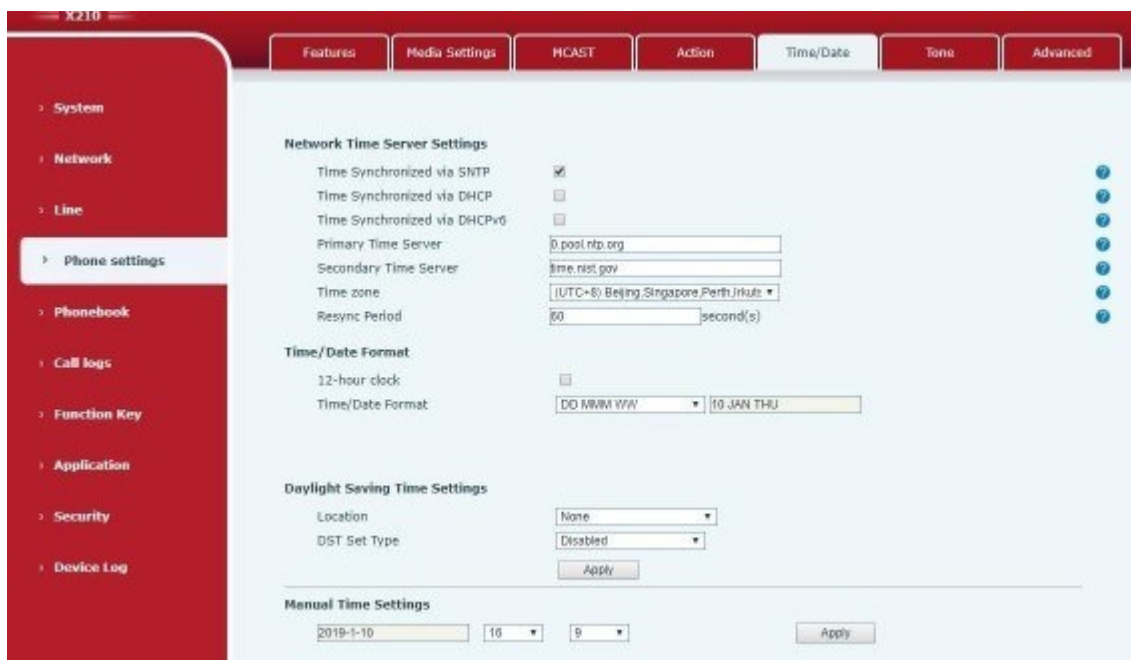 X210
Features Media Settings MCAST Action Time/Date Tone Advanced
› System
› Network
› Line
› Phone settings
› Phonebook
› Call logs
› Function Key
› Application
› Security
› Device Log
Network Time Server Settings
Time Synchronized via SNTP
Time Synchronized via DHCP
Time Synchronized via DHCPv6
Primary Time Server 0.pool.ntp.org
Secondary Time Server time.nist.gov
Time zone (UTC+8) Beijing,Singapore,Perth,Irkuts
Resync Period 60 second(s)
Time/Date Format
12-hour clock
Time/Date Format DD MMM WW 10 JAN THU
Daylight Saving Time Settings
Location None
DST Set Type Disabled
Apply
Manual Time Settings
2019-1-10 16 9 Apply